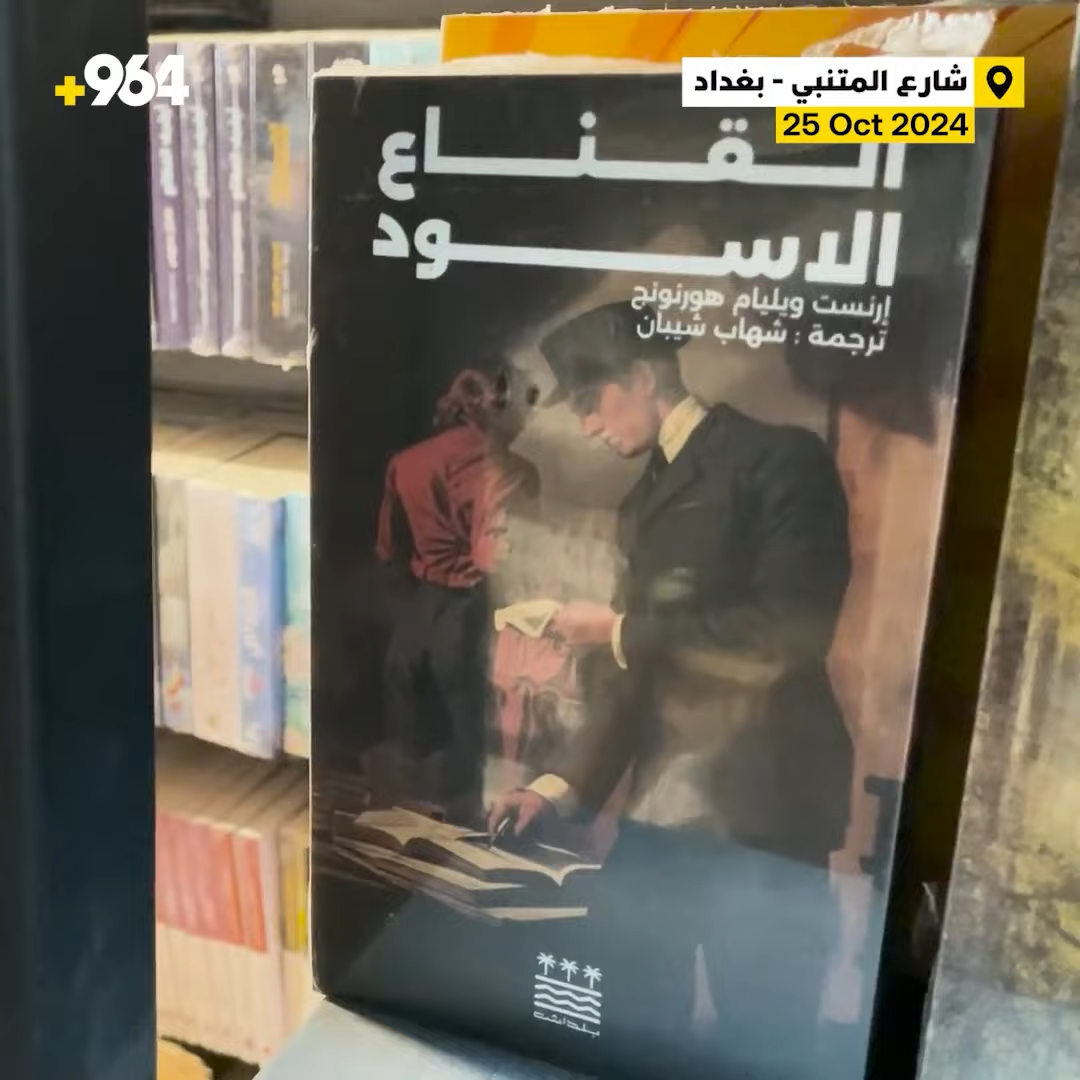 +964
شارع المتنبي - بغداد
25 Oct 2024
القناع
الاسود
إرنست ويليام هورنونج
ترجمة : شهاب شيبان